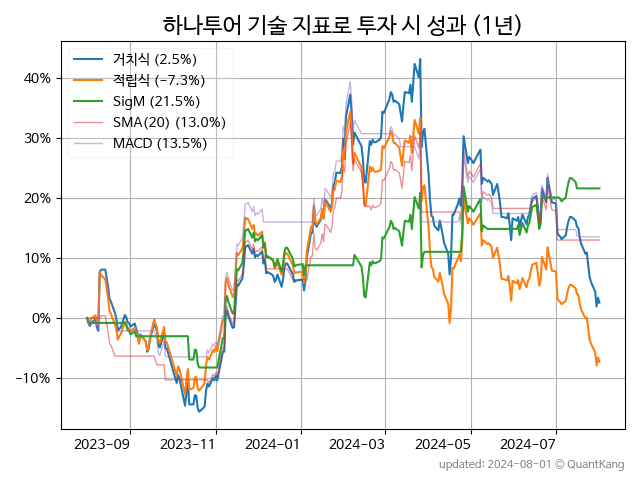 하나투어 기술 지표로 투자 시 성과 (1년)
거치식 (2.5%)
적립식 (−7.3%)
SigM (21.5%)
SMA(20) (13.0%)
MACD (13.5%)
40%
30%
20%
10%
0%
−10%
2023-09 2023-11 2024-01 2024-03 2024-05 2024-07
updated: 2024-08-01 © QuantKang